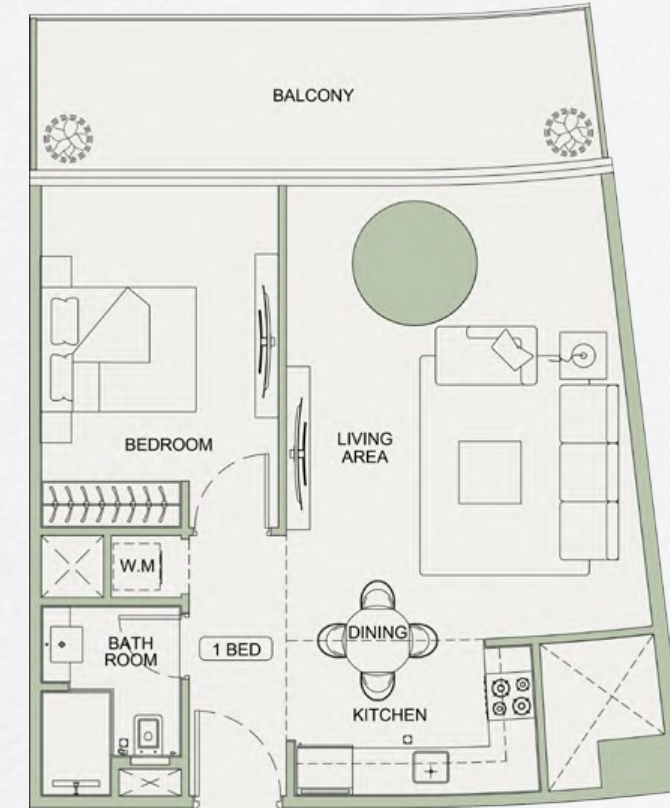 BALCONY
BEDROOM
LIVING
AREA
W.M
BATH
ROOM
1 BED
DINING
KITCHEN